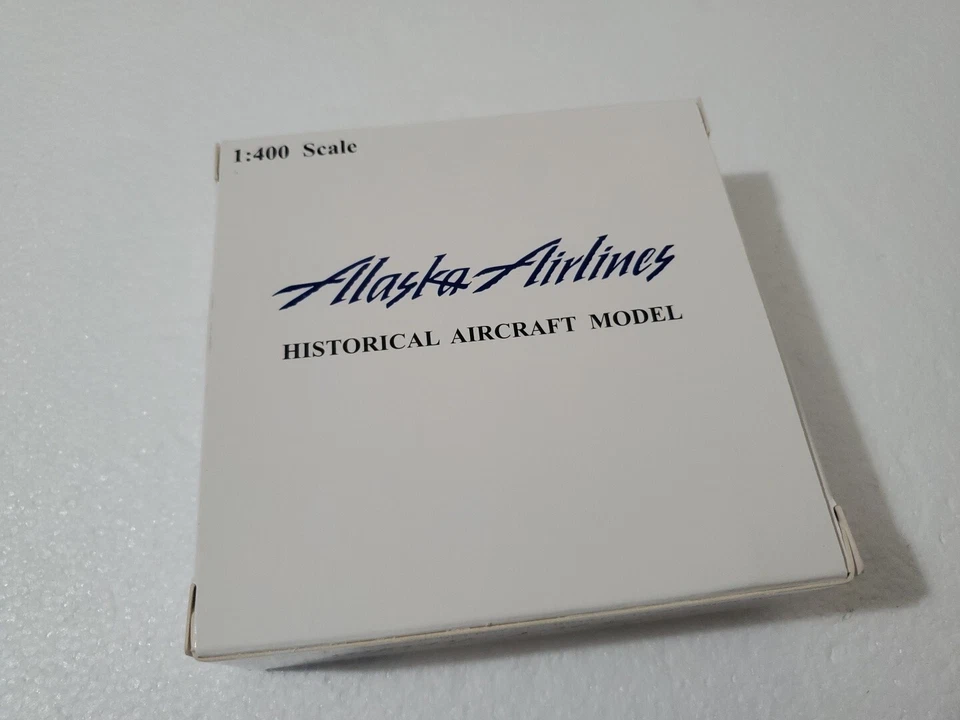 1:400 Scale
Alaska Airlines
HISTORICAL AIRCRAFT MODEL